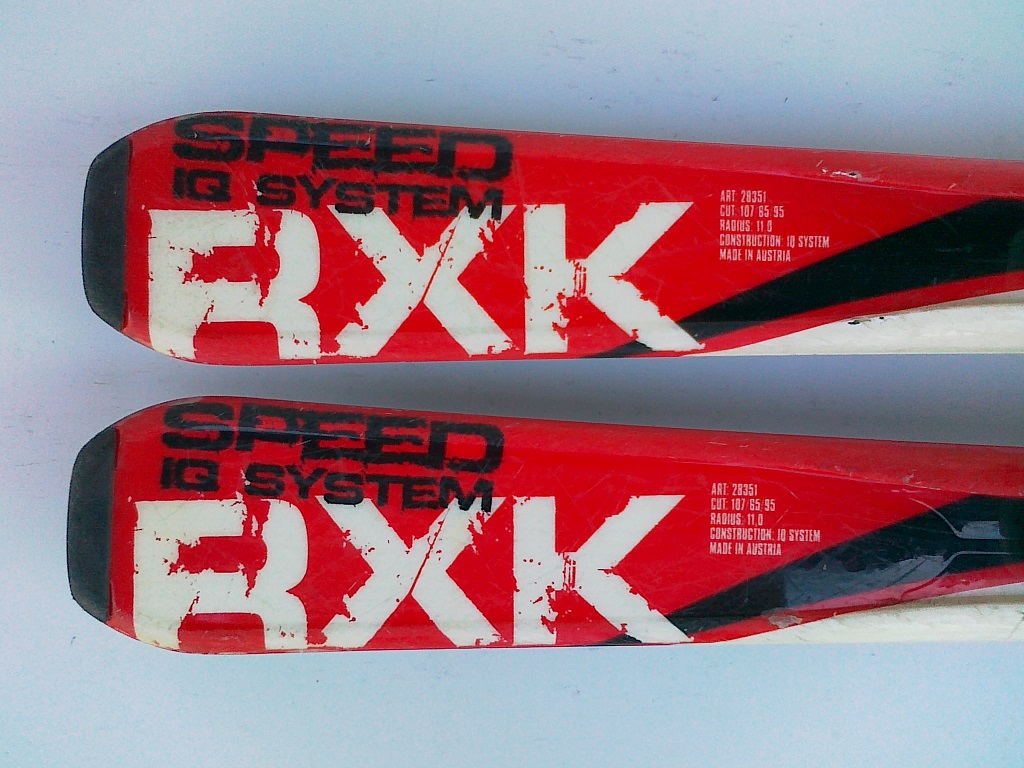 SPEED
IQ SYSTEM
RXK
ART: 28351
CUT: 107 65 95
RADIUS: 11,0
CONSTRUCTION: IQ SYSTEM
MADE IN AUSTRIA
SPEED
IQ SYSTEM
RXK
ART: 28351
CUT: 107 65 95
RADIUS: 11,0
CONSTRUCTION: IQ SYSTEM
MADE IN AUSTRIA